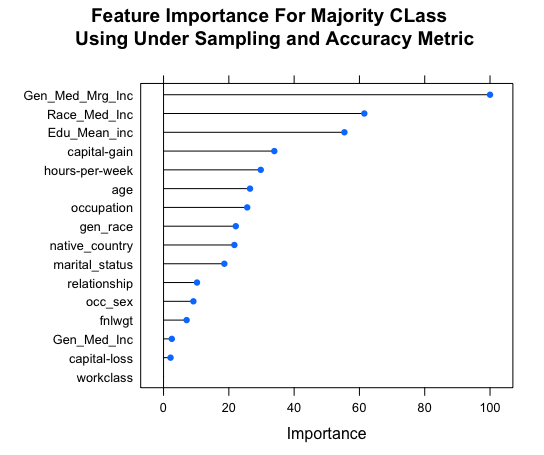 Feature Importance For Majority CLass
Using Under Sampling and Accuracy Metric
Gen_Med_Mrg_Inc
Race_Med_Inc
Edu_Mean_inc
capital-gain
hours-per-week
age
occupation
gen_race
native_country
marital_status
relationship
occ_sex
fnlwgt
Gen_Med_Inc
capital-loss
workclass
0 20 40 60 80 100
Importance